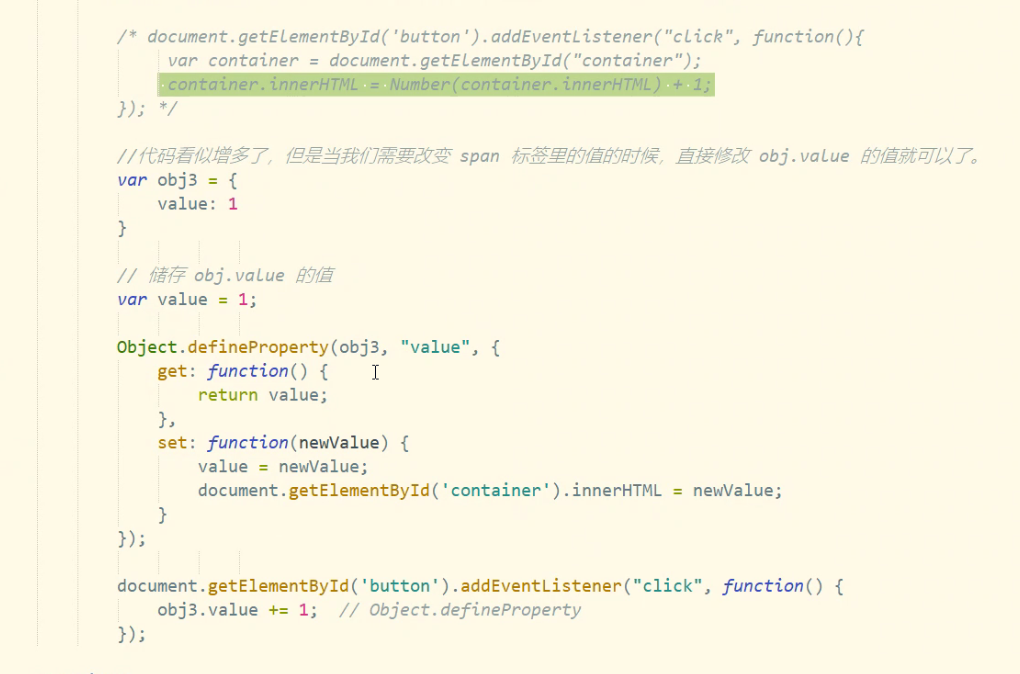 /* document.getElementById('button').addEventListener("click", function(){
var container = document.getElementById("container");
container.innerHTML = Number(container.innerHTML) + 1;
}); */
//代码看似增多了，但是当我们需要改变 span 标签里的值的时候，直接修改 obj.value 的值就可以了。
var obj3 = {
value: 1
}
// 储存 obj.value 的值
var value = 1;
Object.defineProperty(obj3, "value", {
get: function() {
return value;
},
set: function(newValue) {
value = newValue;
document.getElementById('container').innerHTML = newValue;
}
});
document.getElementById('button').addEventListener("click", function() {
obj3.value += 1;  // Object.defineProperty
});